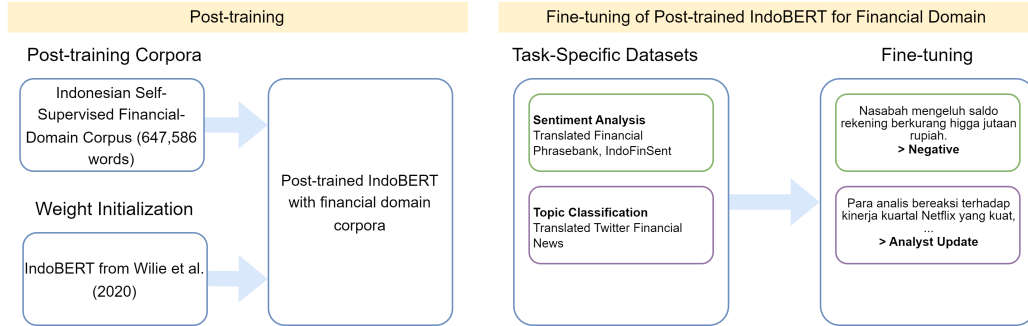 Post-training
Post-training Corpora
Indonesian Self-
Supervised Financial-
Domain Corpus (647,586
words)
Weight Initialization
IndoBERT from Wilie et al.
(2020)
Post-trained IndoBERT
with financial domain
corpora
Fine-tuning of Post-trained IndoBERT for Financial Domain
Task-Specific Datasets
Sentiment Analysis
Translated Financial
Phrasebank, IndoFinSent
Topic Classification
Translated Twitter Financial
News
Fine-tuning
Nasabah mengeluh saldo
rekening berkurang higga jutaan
rupiah.
> Negative
Para analis bereaksi terhadap
kinerja kuartal Netflix yang kuat,
...
> Analyst Update